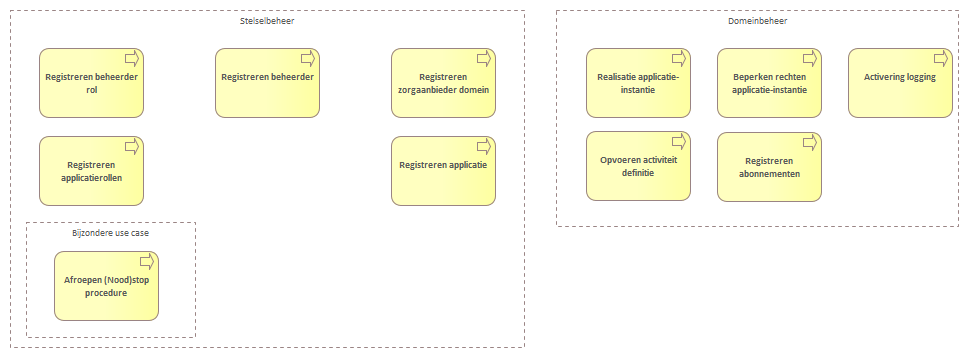 Stelselbeheer
Registreren beheerder
rol
Registreren beheerder
Registreren
zorgaanbieder domein
Registreren
applicatierollen
Registreren applicatie
Bijzondere use case
Afroepen (Nood)stop
procedure
Domeinbeheer
Realisatie applicatie-
instantie
Beperken rechten
applicatie-instantie
Activering logging
Opvoeren activiteit
definitie
Registreren
abonnementen